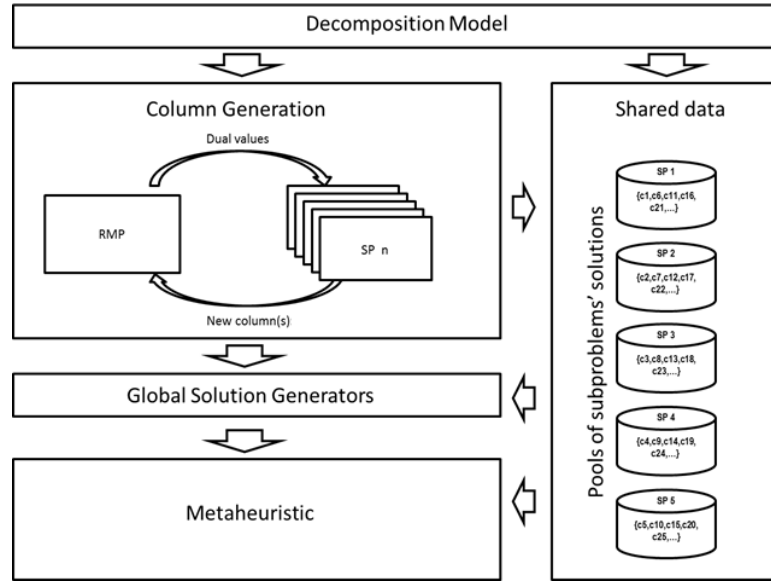 Decomposition Model
Column Generation
Dual values
RMP
SP n
New column(s)
Global Solution Generators
Metaheuristic
Shared data
Pools of subproblems' solutions
SP 1
{c1,c6,c11,c16,
c21,...}
SP 2
{c2,c7,c12,c17,
c22,...}
SP 3
{c3,c8,c13,c18,
c23,...}
SP 4
{c4,c9,c14,c19,
c24,...}
SP 5
{c5,c10,c15,c20,
c25,...}